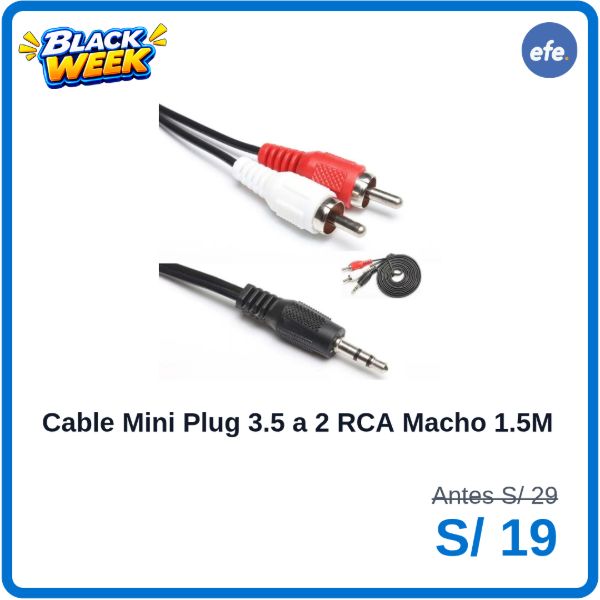 BLACK
WEEK
efe.
Cable Mini Plug 3.5 a 2 RCA Macho 1.5M
Antes S/ 29
S/ 19